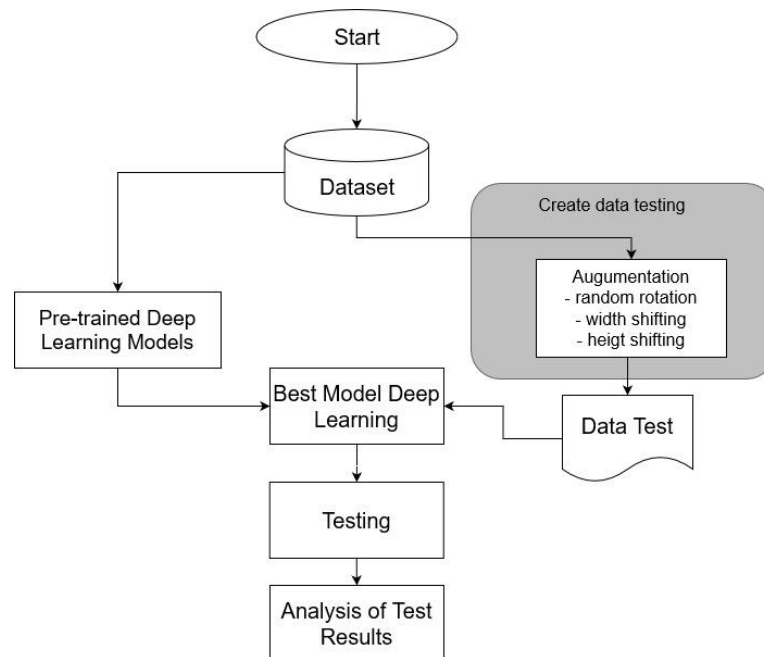 Start
Dataset
Create data testing
Augumentation
- random rotation
- width shifting
- heigt shifting
Pre-trained Deep
Learning Models
Best Model Deep
Learning
Data Test
Testing
Analysis of Test
Results